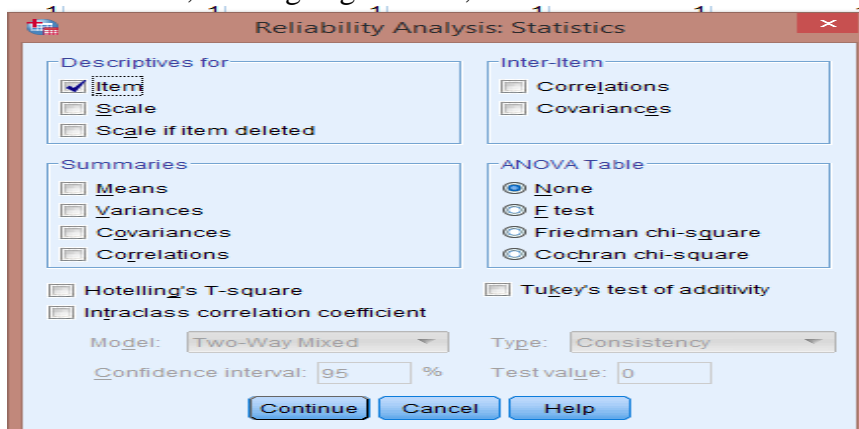 Reliability Analysis: Statistics
Descriptives for
Item
Scale
Scale if item deleted
Inter-Item
Correlations
Covariances
Summaries
Means
Variances
Covariances
Correlations
ANOVA Table
None
F test
Friedman chi-square
Cochran chi-square
Hotelling's T-square
Tukey's test of additivity
Intraclass correlation coefficient
Model: Two-Way Mixed
Type: Consistency
Confidence interval: 95 %
Test value: 0
Continue Cancel Help